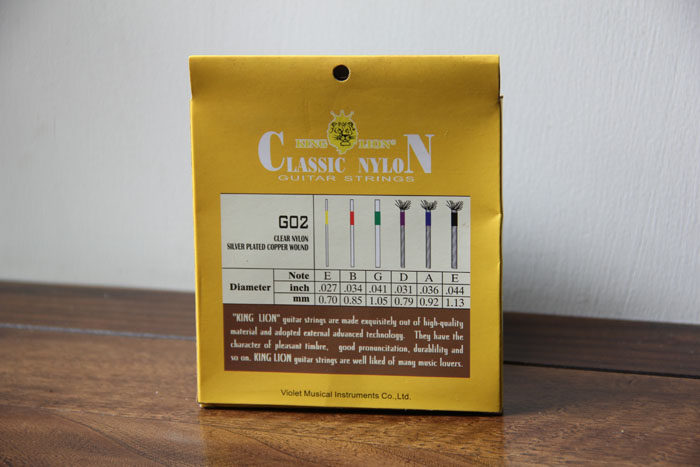 KING LION®
CLASSIC NYLON
GUITAR STRINGS
G02
CLEAR NYLON
SILVER PLATED COPPER WOUND
Note E B G D A E
Diameter inch .027 .034 .041 .031 .036 .044
mm 0.70 0.85 1.05 0.79 0.92 1.13
"KING LION" guitar strings are made exquisitely out of high-quality
material and adopted external advanced technology. They have the
character of pleasant timbre, good pronuncitation, durablility and
so on. KING LION guitar strings are well liked of many music lovers.
Violet Musical Instruments Co.,Ltd.